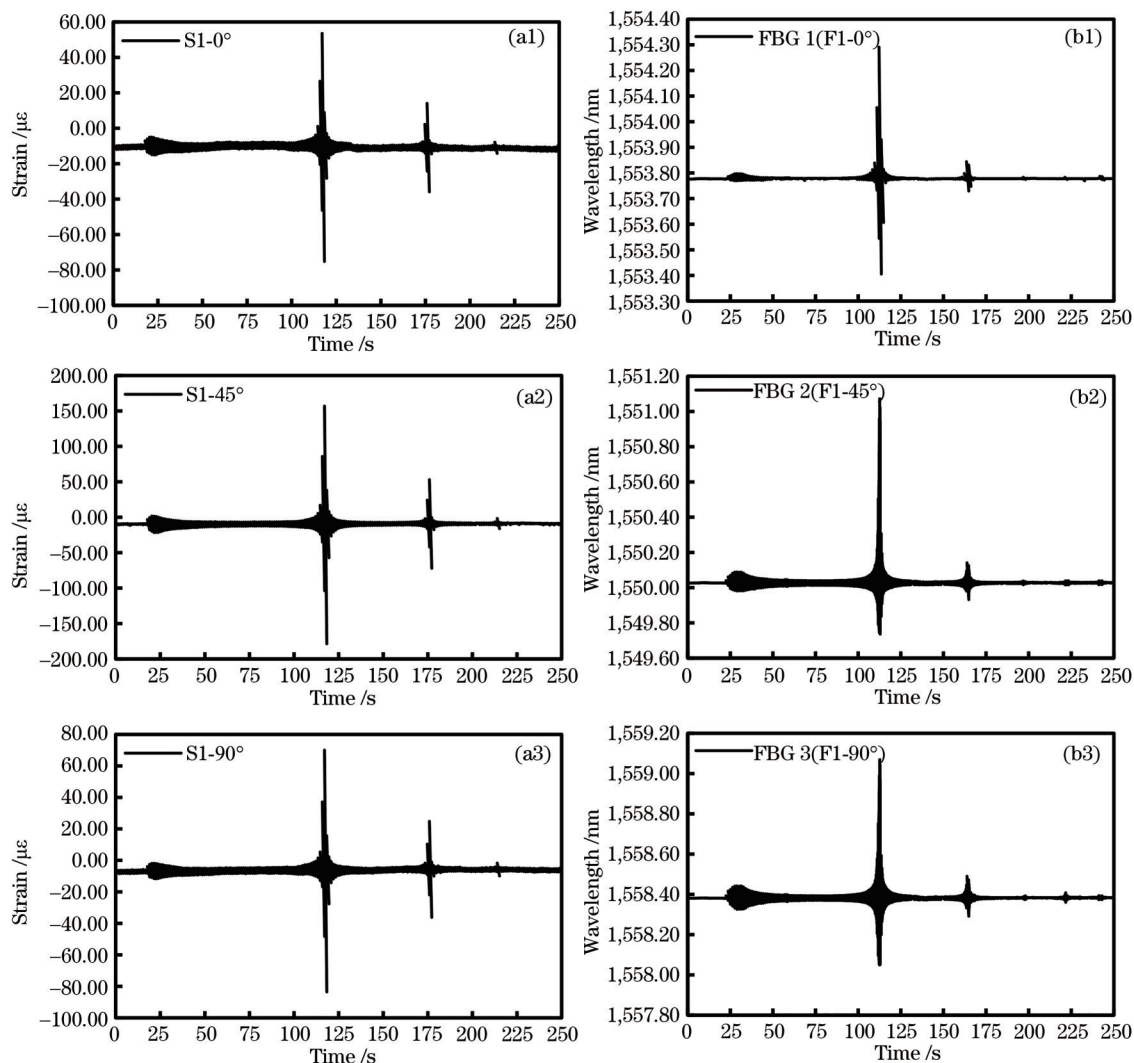 60.00
40.00
20.00
0.00
−20.00
−40.00
−60.00
−80.00
−100.00
Strain /με
S1-0°
(a1)
0 25 50 75 100 125 150 175 200 225 250
Time /s
1,554.40
1,554.30
1,554.20
1,554.10
1,554.00
1,553.90
1,553.80
1,553.70
1,553.60
1,553.50
1,553.40
1,553.30
Wavelength /nm
FBG 1(F1-0°)
(b1)
0 25 50 75 100 125 150 175 200 225 250
Time /s
200.00
150.00
100.00
50.00
0.00
−50.00
−100.00
−150.00
−200.00
Strain /με
S1-45°
(a2)
0 25 50 75 100 125 150 175 200 225 250
Time /s
1,551.20
1,551.00
1,550.80
1,550.60
1,550.40
1,550.20
1,550.00
1,549.80
1,549.60
Wavelength /nm
FBG 2(F1-45°)
(b2)
0 25 50 75 100 125 150 175 200 225 250
Time /s
80.00
60.00
40.00
20.00
0.00
−20.00
−40.00
−60.00
−80.00
−100.00
Strain /με
S1-90°
(a3)
0 25 50 75 100 125 150 175 200 225 250
Time /s
1,559.20
1,559.00
1,558.80
1,558.60
1,558.40
1,558.20
1,558.00
1,557.80
Wavelength /nm
FBG 3(F1-90°)
(b3)
0 25 50 75 100 125 150 175 200 225 250
Time /s